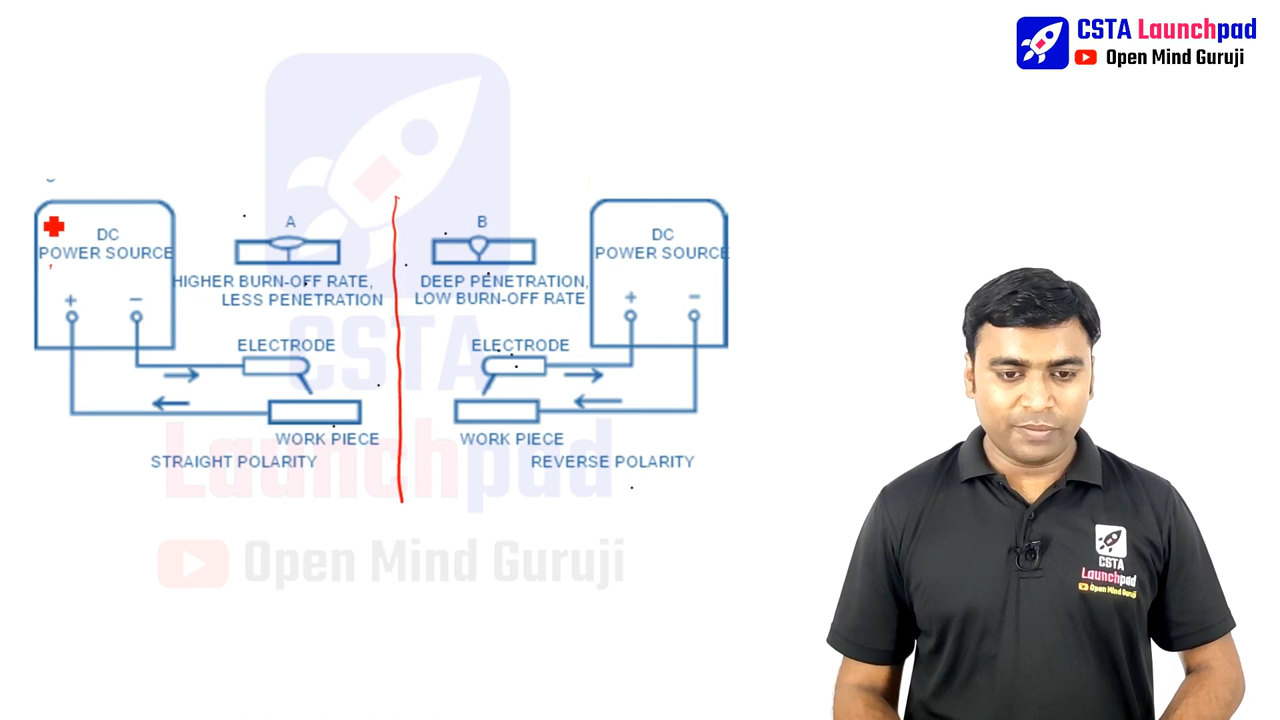 CSTA Launchpad
Open Mind Guruji
DC
POWER SOURCE
+ −
A
HIGHER BURN-OFF RATE,
LESS PENETRATION
ELECTRODE
WORK PIECE
STRAIGHT POLARITY
B
DEEP PENETRATION,
LOW BURN-OFF RATE
ELECTRODE
WORK PIECE
REVERSE POLARITY
DC
POWER SOURCE
+ −
CSTA
Launchpad
Open Mind Guruji
CSTA
Launchpad
Open Mind Guruji